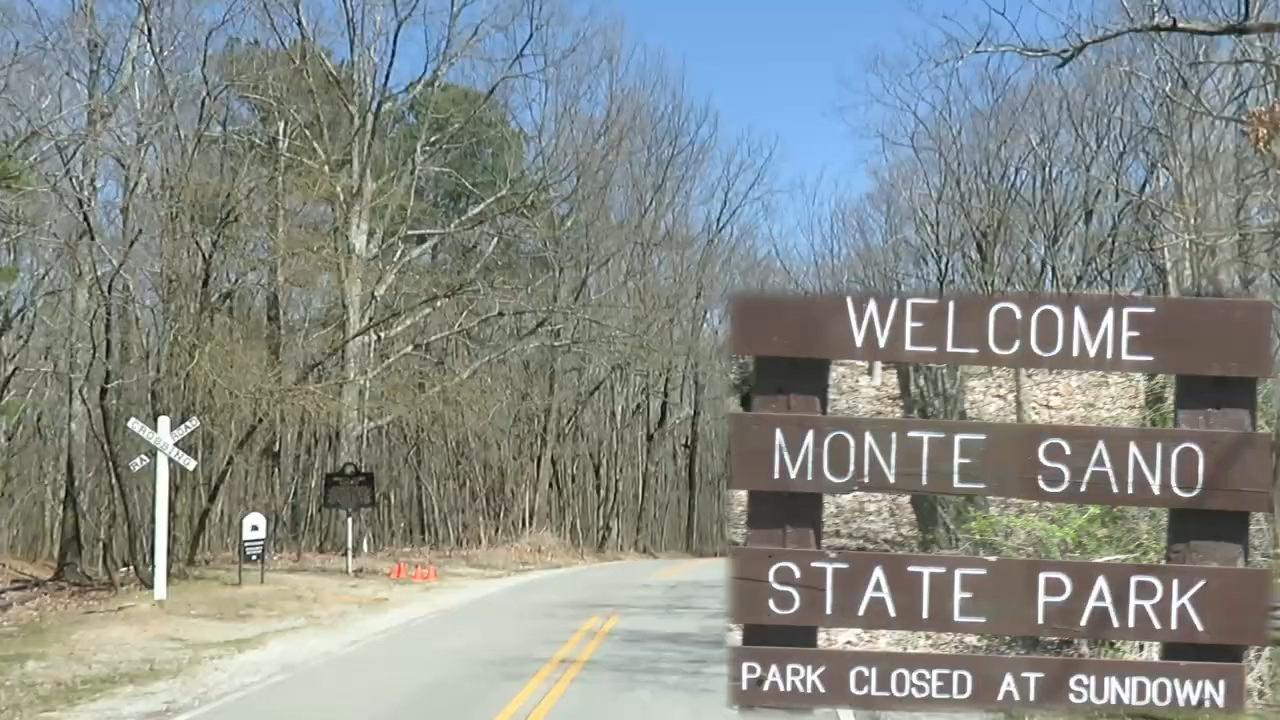 RAILROAD
CROSSING
WELCOME
MONTE SANO
STATE PARK
PARK CLOSED AT SUNDOWN